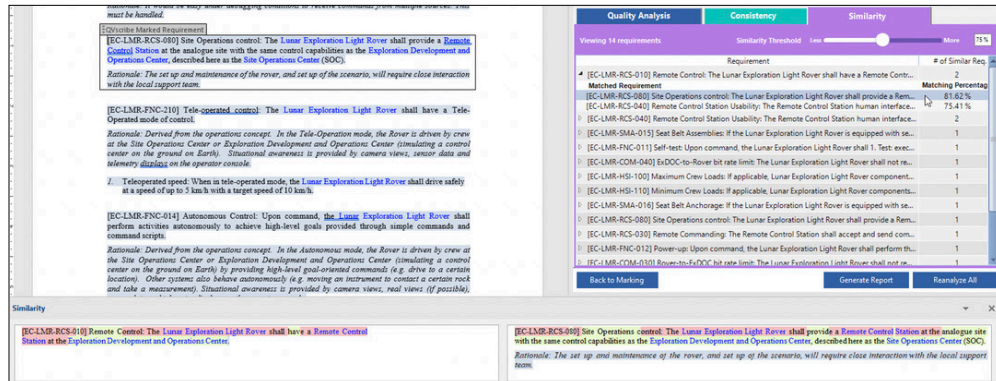 must be handled.
QVscribe Marked Requirement
[EC-LMR-RCS-080] Site Operations control: The Lunar Exploration Light Rover shall provide a Remote
Control Station at the analogue site with the same control capabilities as the Exploration Development and
Operations Center, described here as the Site Operations Center (SOC).
Rationale: The set up and maintenance of the rover, and set up of the scenario, will require close interaction
with the local support team.
[EC-LMR-FNC-210] Tele-operated control: The Lunar Exploration Light Rover shall have a Tele-
Operated mode of control.
Rationale: Derived from the operations concept. In the Tele-Operation mode, the Rover is driven by crew
at the Site Operations Center or Exploration Development and Operations Center (simulating a control
center on the ground on Earth). Situational awareness is provided by camera views, sensor data and
telemetry displays on the operator console.
1. Teleoperated speed: When in tele-operated mode, the Lunar Exploration Light Rover shall drive safely
at a speed of up to 5 km/h with a target speed of 10 km/h.
[EC-LMR-FNC-014] Autonomous Control: Upon command, the Lunar Exploration Light Rover shall
perform activities autonomously to achieve high-level goals provided through simple commands and
command scripts.
Rationale: Derived from the operations concept. In the Autonomous mode, the Rover is driven by crew at
the Site Operations Center or Exploration Development and Operations Center (simulating a control
center on the ground on Earth) by providing high-level goal-oriented commands (e.g. drive to a certain
location). Other systems also behave autonomously (e.g. moving an instrument to contact a certain rock
and take a measurement). Situational awareness is provided by camera views, real views (if possible),
Quality Analysis
Consistency
Similarity
Viewing 14 requirements
Similarity Threshold
Less
More
75 %
Requirement
# of Similar Req.
[EC-LMR-RCS-010] Remote Control: The Lunar Exploration Light Rover shall have a Remote Contr...
2
Matched Requirement
Matching Percentag
[EC-LMR-RCS-080] Site Operations control: The Lunar Exploration Light Rover shall provide a Rem...
81.62 %
[EC-LMR-RCS-040] Remote Control Station Usability: The Remote Control Station human interface...
75.41 %
[EC-LMR-RCS-040] Remote Control Station Usability: The Remote Control Station human interface...
2
[EC-LMR-SMA-015] Seat Belt Assemblies: If the Lunar Exploration Light Rover is equipped with se...
1
[EC-LMR-FNC-011] Self-test: Upon command, the Lunar Exploration Light Rover shall 1. Test: exec...
1
[EC-LMR-COM-040] ExDOC-to-Rover bit rate limit: The Lunar Exploration Light Rover shall not re...
1
[EC-LMR-HSI-100] Maximum Crew Loads: If applicable, Lunar Exploration Light Rover component...
1
[EC-LMR-HSI-110] Minimum Crew Loads: If applicable, Lunar Exploration Light Rover components...
1
[EC-LMR-SMA-016] Seat Belt Anchorage: If the Lunar Exploration Light Rover is equipped with se...
1
[EC-LMR-RCS-080] Site Operations control: The Lunar Exploration Light Rover shall provide a Rem...
1
[EC-LMR-RCS-030] Remote Commanding: The Remote Control Station shall accept and send com...
1
[EC-LMR-FNC-012] Power-up: Upon command, the Lunar Exploration Light Rover shall perform th...
1
[EC-LMR-COM-030] Rover-to-ExDOC bit rate limit: The Lunar Exploration Light Rover shall not re...
1
Back to Marking
Generate Report
Reanalyze All
Similarity
[EC-LMR-RCS-010] Remote Control: The Lunar Exploration Light Rover shall have a Remote Control
Station at the Exploration Development and Operations Center.
[EC-LMR-RCS-080] Site Operations control: The Lunar Exploration Light Rover shall provide a Remote Control Station at the analogue site
with the same control capabilities as the Exploration Development and Operations Center, described here as the Site Operations Center (SOC).
Rationale: The set up and maintenance of the rover, and set up of the scenario, will require close interaction with the local support
team.